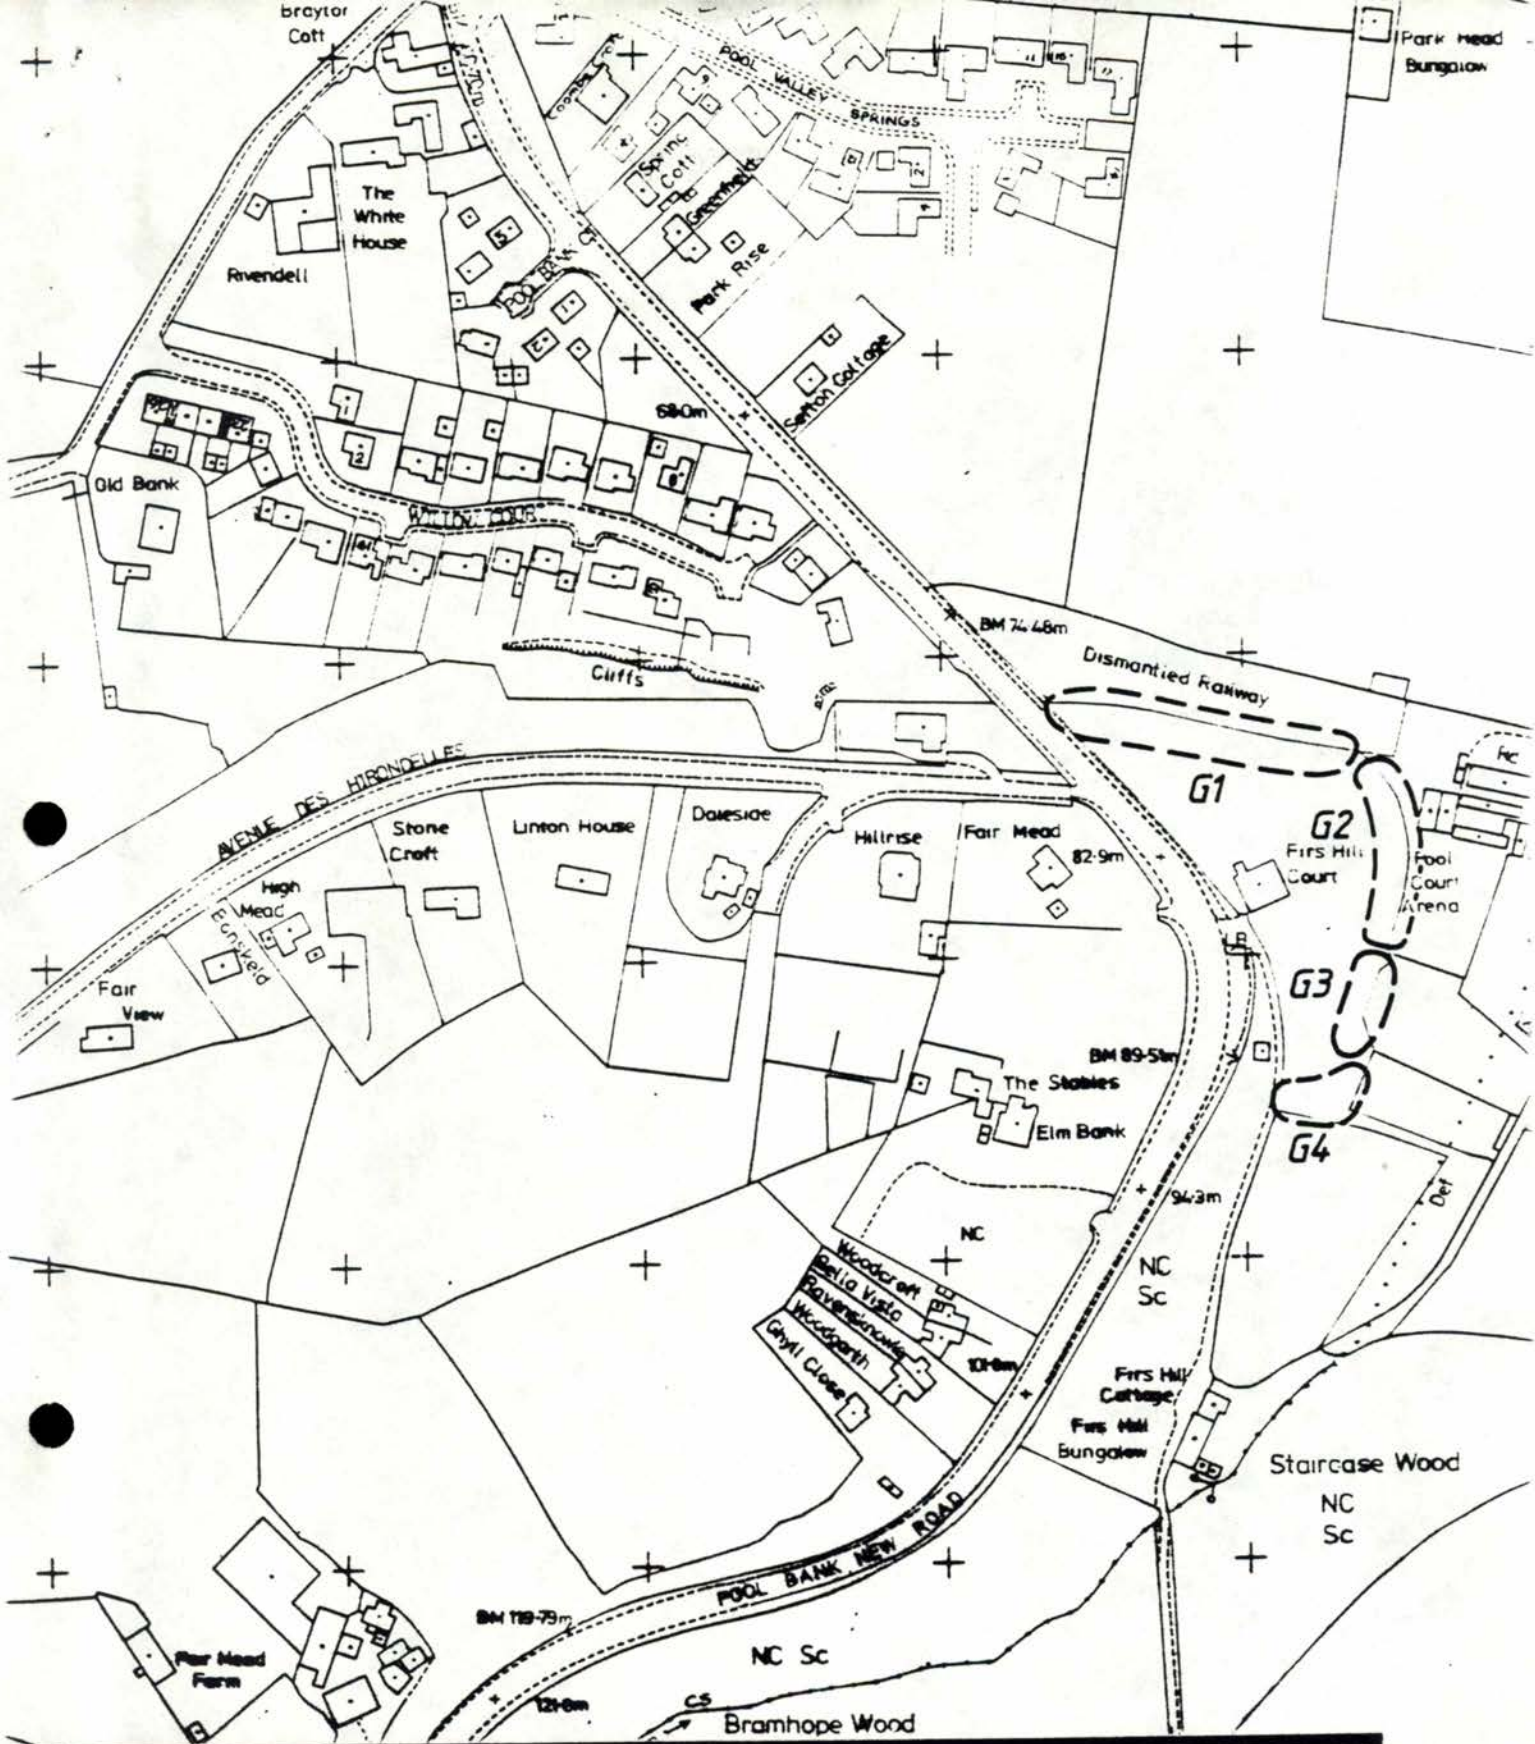 Braytor
Cott
Park Head
Bungalow
POOL VALLEY SPRINGS
Spring
Cott
Greenfield
Park Rise
The
White
House
Rivendell
POOL BANK
Sefton Cottage
68.0m
Old Bank
WILLOW COUR
BM 74.48m
Dismantled Railway
Cliffs
AVENUE DES HIRONDELLES
G1
G2
Firs Hill
Court
Pool
Court
Arena
Stone
Croft
Linton House
Daleside
Hillrise
Fair Mead
82.9m
High
Mead
Fair
View
LB
G3
BM 89.51m
The Stables
Elm Bank
G4
94.3m
Def
NC
NC
Sc
Woodcroft
Bella Vista
Ravensknowle
Woodgarth
Ghyll Close
101.8m
Firs Hill
Cottage
Firs Hill
Bungalow
Staircase Wood
NC
Sc
POOL BANK NEW ROAD
BM 119.79m
NC Sc
Fair Mead
Farm
121.8m
CS
Bramhope Wood